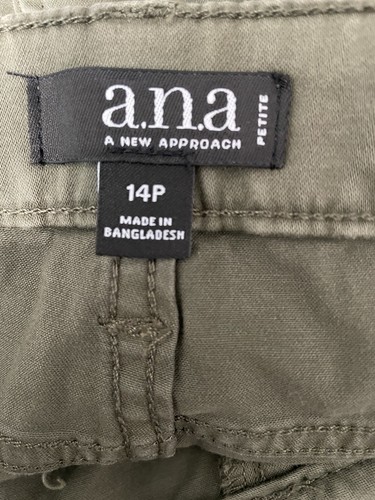 a.n.a
A NEW APPROACH
PETITE
14P
MADE IN
BANGLADESH